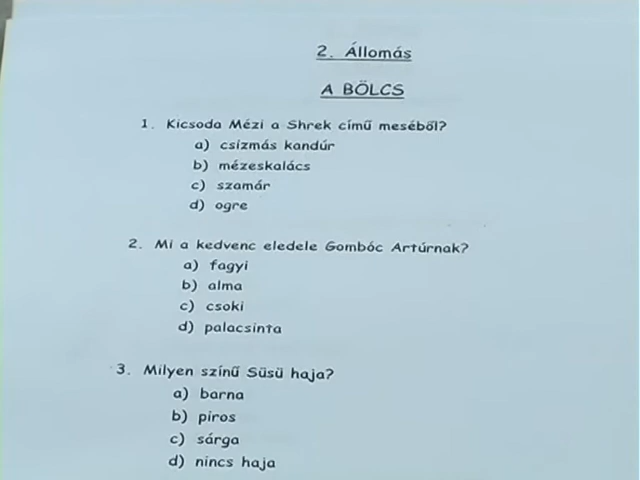 2. Állomás
A BÖLCS
1. Kicsoda Mézi a Shrek című meséből?
a) csizmás kandúr
b) mézeskalács
c) szamár
d) ogre
2. Mi a kedvenc eledele Gombóc Artúrnak?
a) fagyi
b) alma
c) csoki
d) palacsinta
3. Milyen színű Süsü haja?
a) barna
b) piros
c) sárga
d) nincs haja